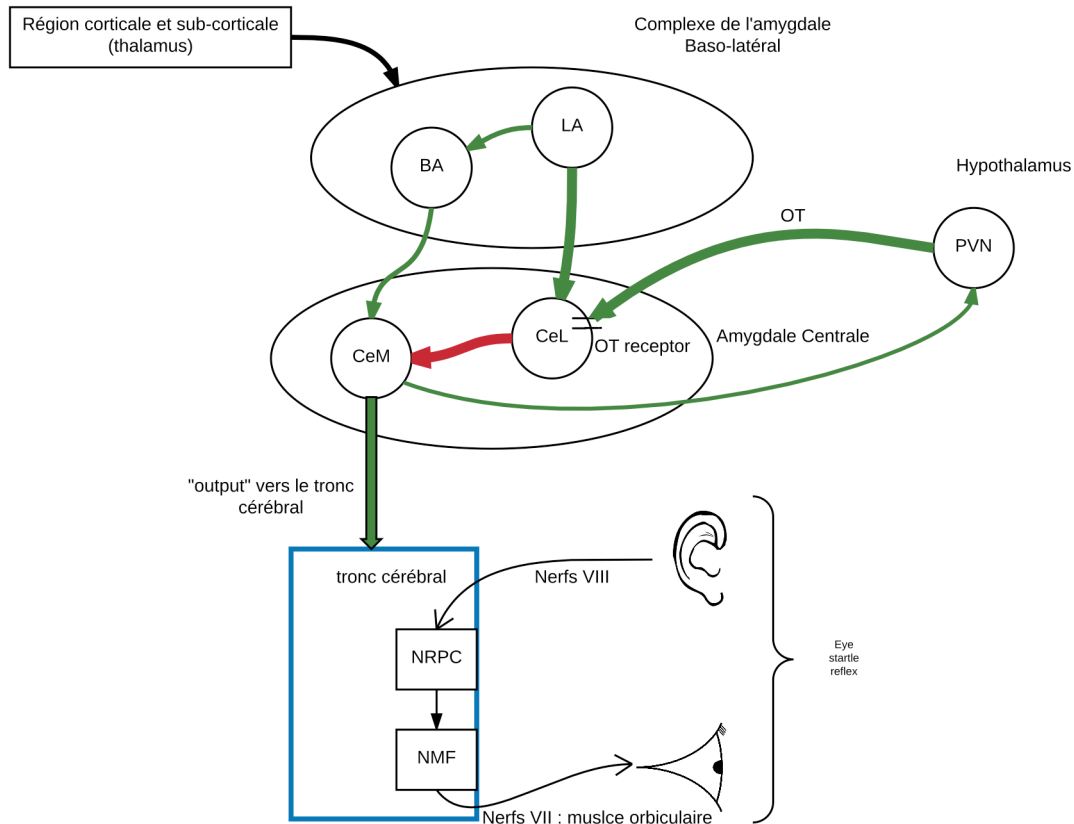 Région corticale et sub-corticale
(thalamus)
Complexe de l'amygdale
Baso-latéral
LA
BA
Hypothalamus
OT
PVN
CeL
OT receptor
Amygdale Centrale
CeM
"output" vers le tronc
cérébral
tronc cérébral
Nerfs VIII
NRPC
Eye
startle
reflex
NMF
Nerfs VII : muslce orbiculaire